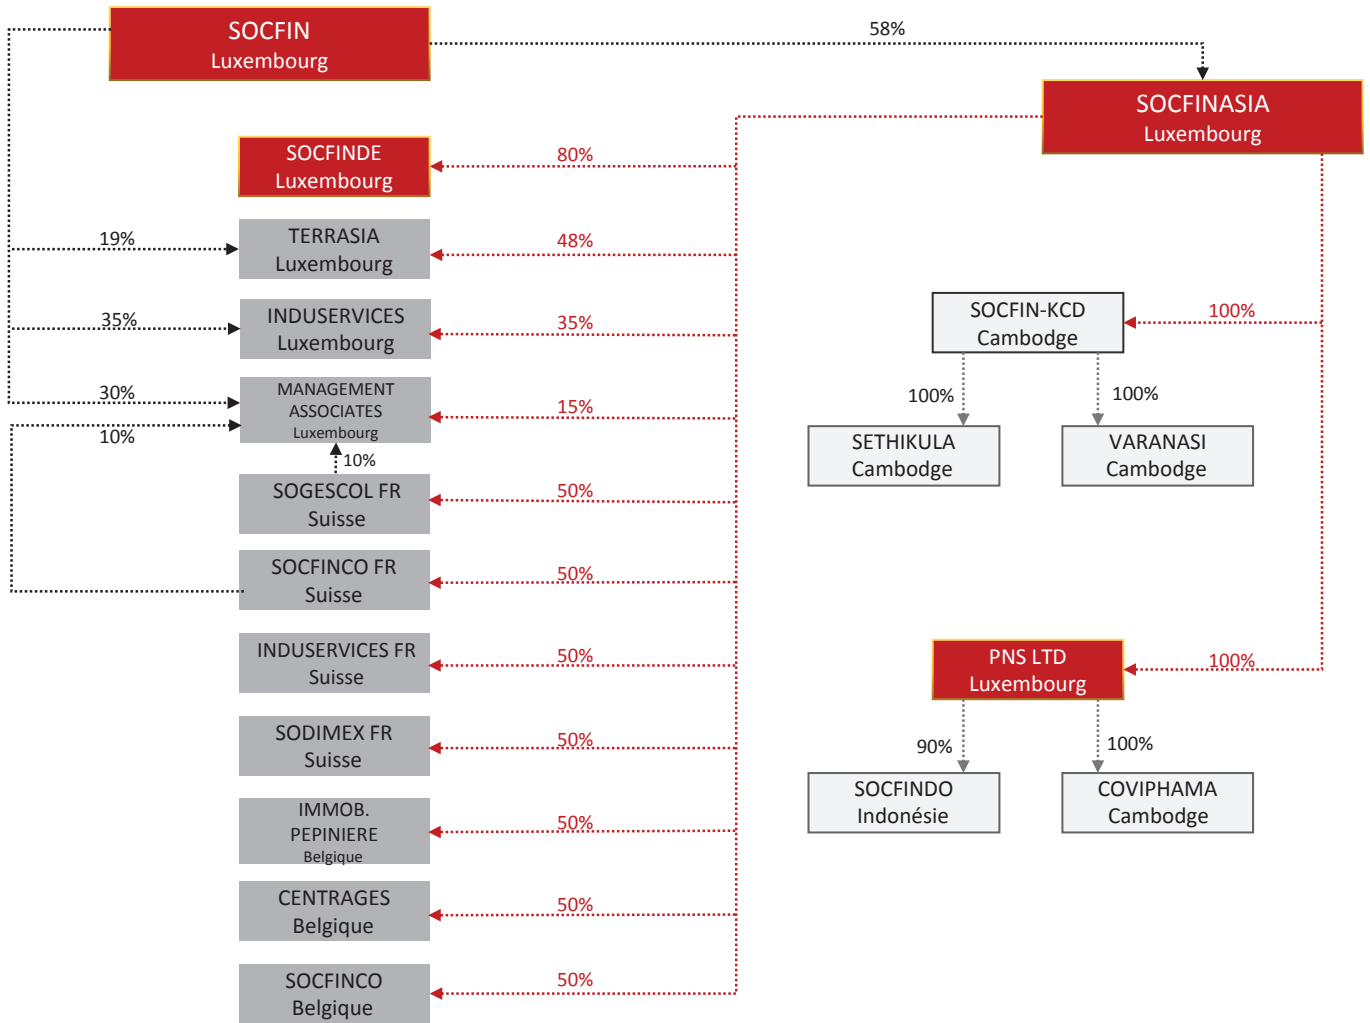 SOCFIN
Luxembourg
58%
SOCFINASIA
Luxembourg
SOCFINDE
Luxembourg
80%
19%
TERRASIA
Luxembourg
48%
35%
INDUSERVICES
Luxembourg
35%
30%
10%
MANAGEMENT
ASSOCIATES
Luxembourg
15%
10%
SOGESCOL FR
Suisse
50%
SOCFINCO FR
Suisse
50%
INDUSERVICES FR
Suisse
50%
SODIMEX FR
Suisse
50%
IMMOB.
PEPINIERE
Belgique
50%
CENTRAGES
Belgique
50%
SOCFINCO
Belgique
50%
SOCFIN-KCD
Cambodge
100%
100%
100%
SETHIKULA
Cambodge
VARANASI
Cambodge
PNS LTD
Luxembourg
100%
90%
100%
SOCFINDO
Indonésie
COVIPHAMA
Cambodge